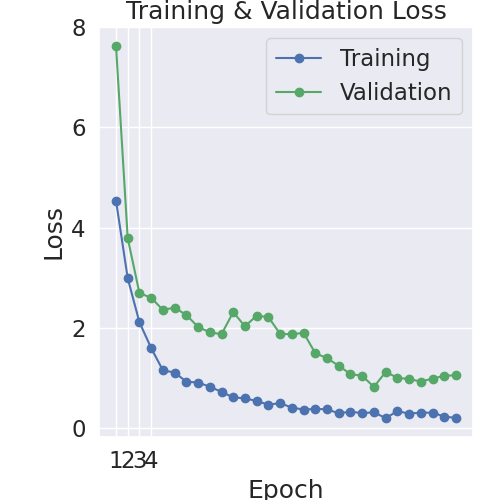 Training & Validation Loss
8
Training
Validation
6
4
2
0
Loss
1234
Epoch